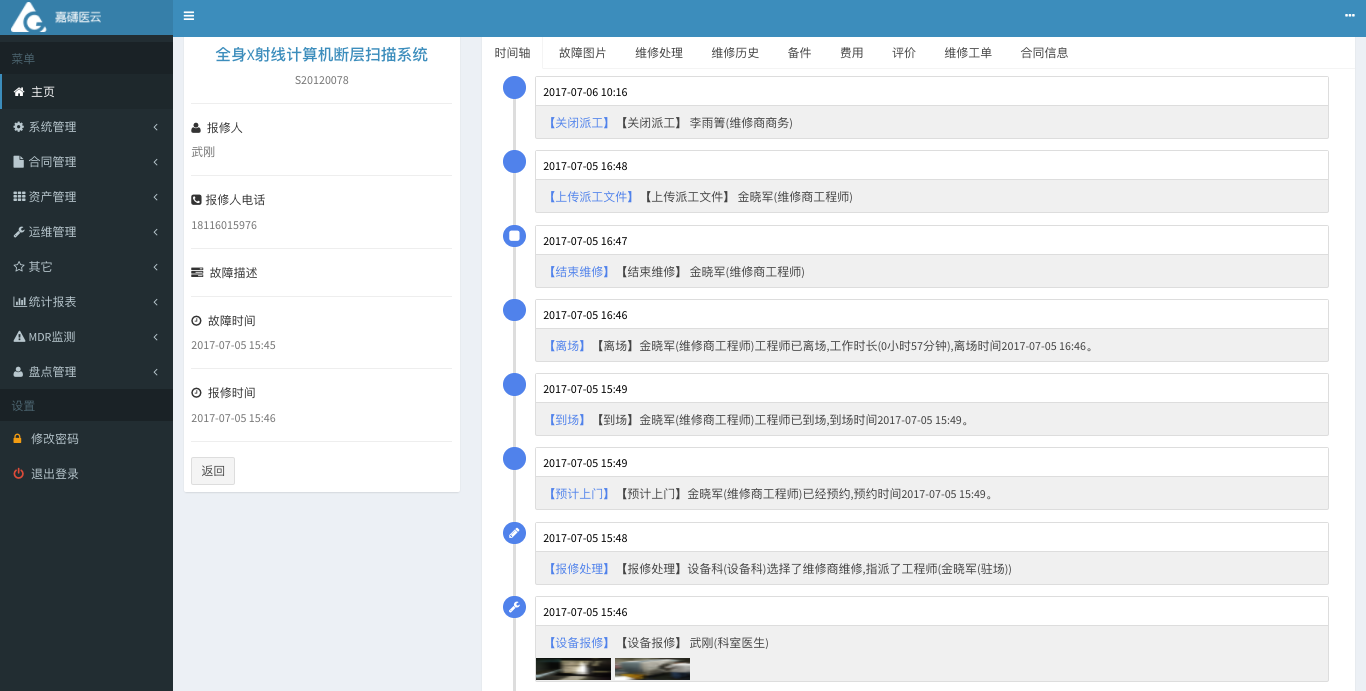 嘉礴医云
菜单
主页
系统管理
合同管理
资产管理
运维管理
其它
统计报表
MDR监测
盘点管理
设置
修改密码
退出登录
全身X射线计算机断层扫描系统
S20120078
报修人
武刚
报修人电话
18116015976
故障描述
故障时间
2017-07-05 15:45
报修时间
2017-07-05 15:46
返回
时间轴 故障图片 维修处理 维修历史 备件 费用 评价 维修工单 合同信息
2017-07-06 10:16
【关闭派工】 【关闭派工】 李雨箐(维修商商务)
2017-07-05 16:48
【上传派工文件】 【上传派工文件】 金晓军(维修商工程师)
2017-07-05 16:47
【结束维修】 【结束维修】 金晓军(维修商工程师)
2017-07-05 16:46
【离场】 【离场】金晓军(维修商工程师)工程师已离场,工作时长(0小时57分钟),离场时间2017-07-05 16:46。
2017-07-05 15:49
【到场】 【到场】金晓军(维修商工程师)工程师已到场,到场时间2017-07-05 15:49。
2017-07-05 15:49
【预计上门】 【预计上门】金晓军(维修商工程师)已经预约,预约时间2017-07-05 15:49。
2017-07-05 15:48
【报修处理】 【报修处理】设备科(设备科)选择了维修商维修,指派了工程师(金晓军(驻场))
2017-07-05 15:46
【设备报修】 【设备报修】 武刚(科室医生)